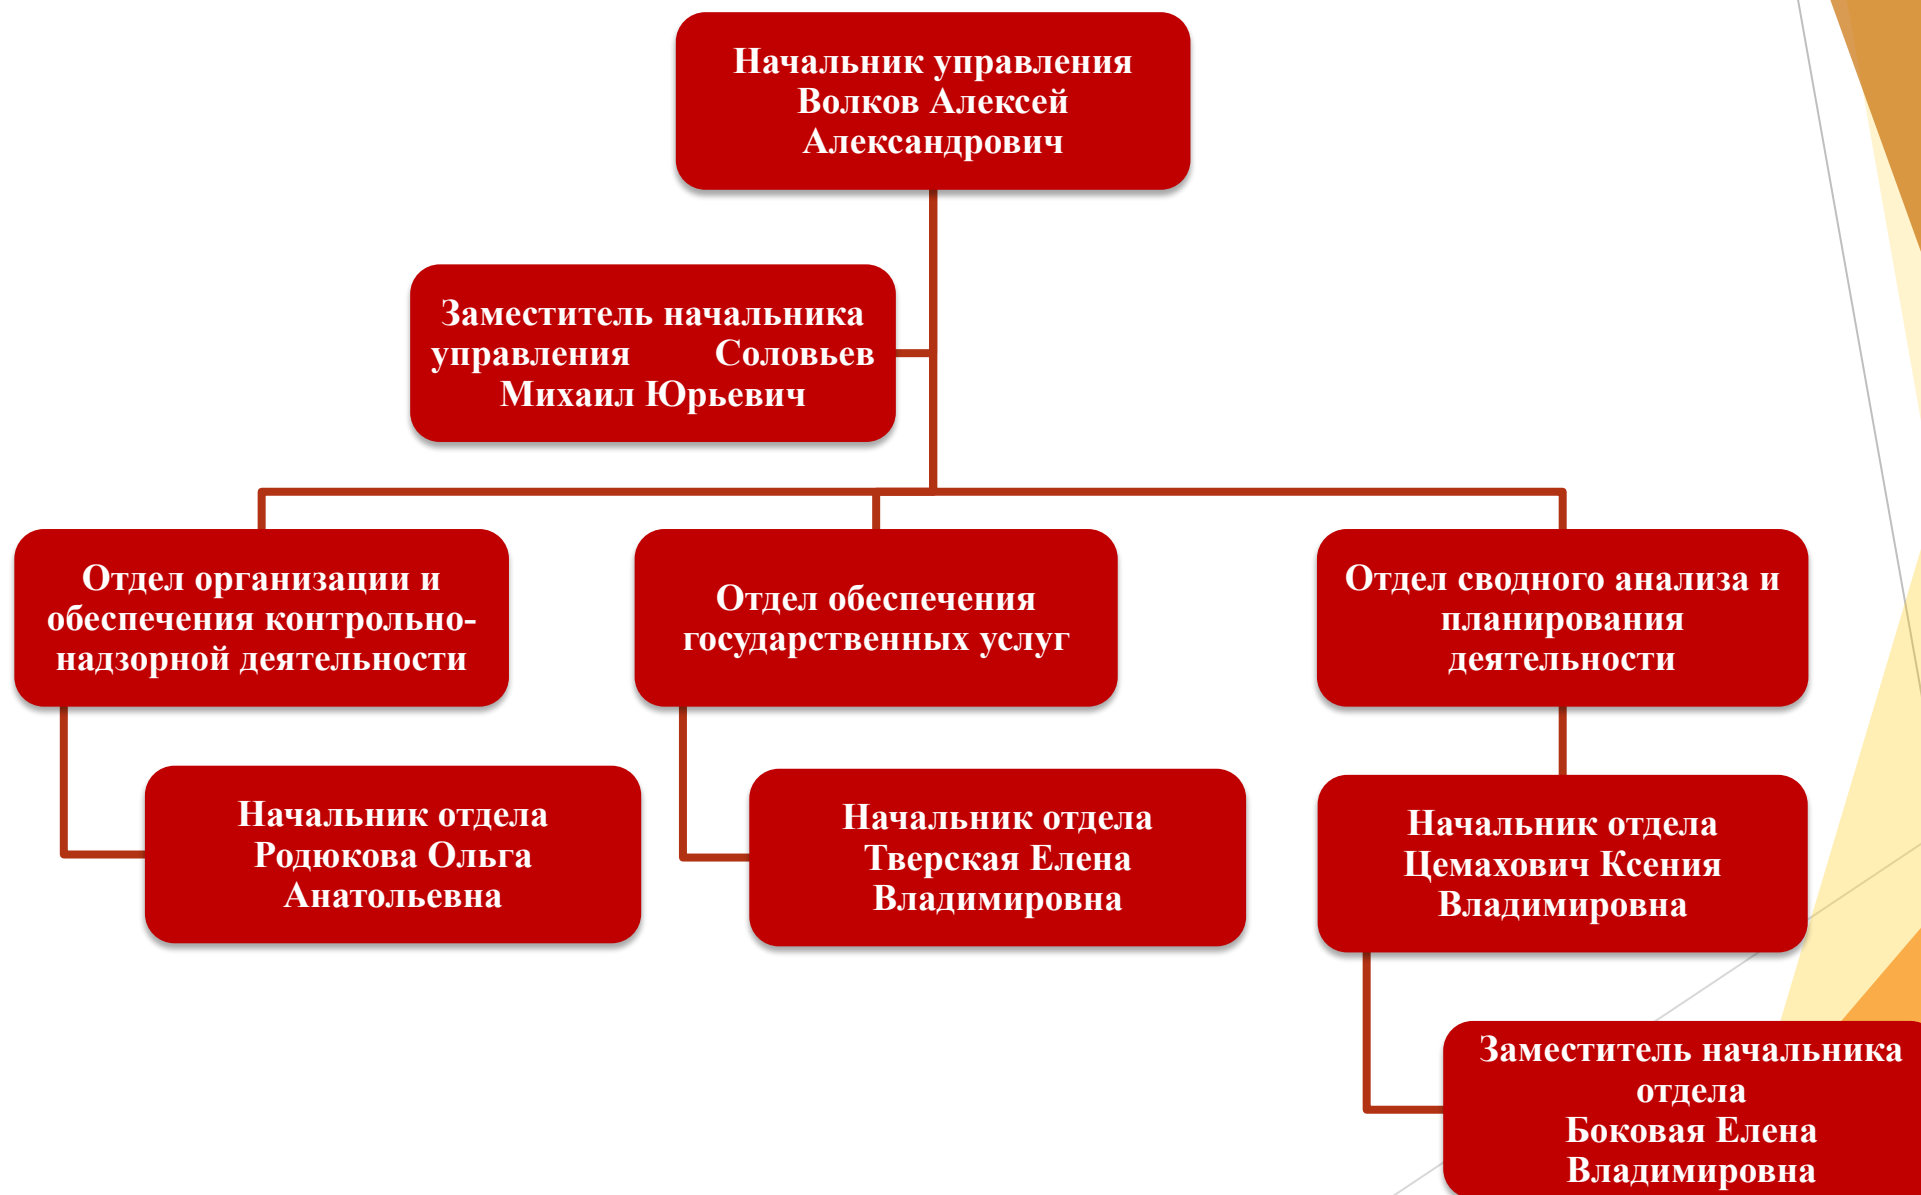 Начальник управления
Волков Алексей
Александрович
Заместитель начальника
управления Соловьев
Михаил Юрьевич
Отдел организации и
обеспечения контрольно-
надзорной деятельности
Отдел обеспечения
государственных услуг
Отдел сводного анализа и
планирования
деятельности
Начальник отдела
Родюкова Ольга
Анатольевна
Начальник отдела
Тверская Елена
Владимировна
Начальник отдела
Цемахович Ксения
Владимировна
Заместитель начальника
отдела
Боковая Елена
Владимировна